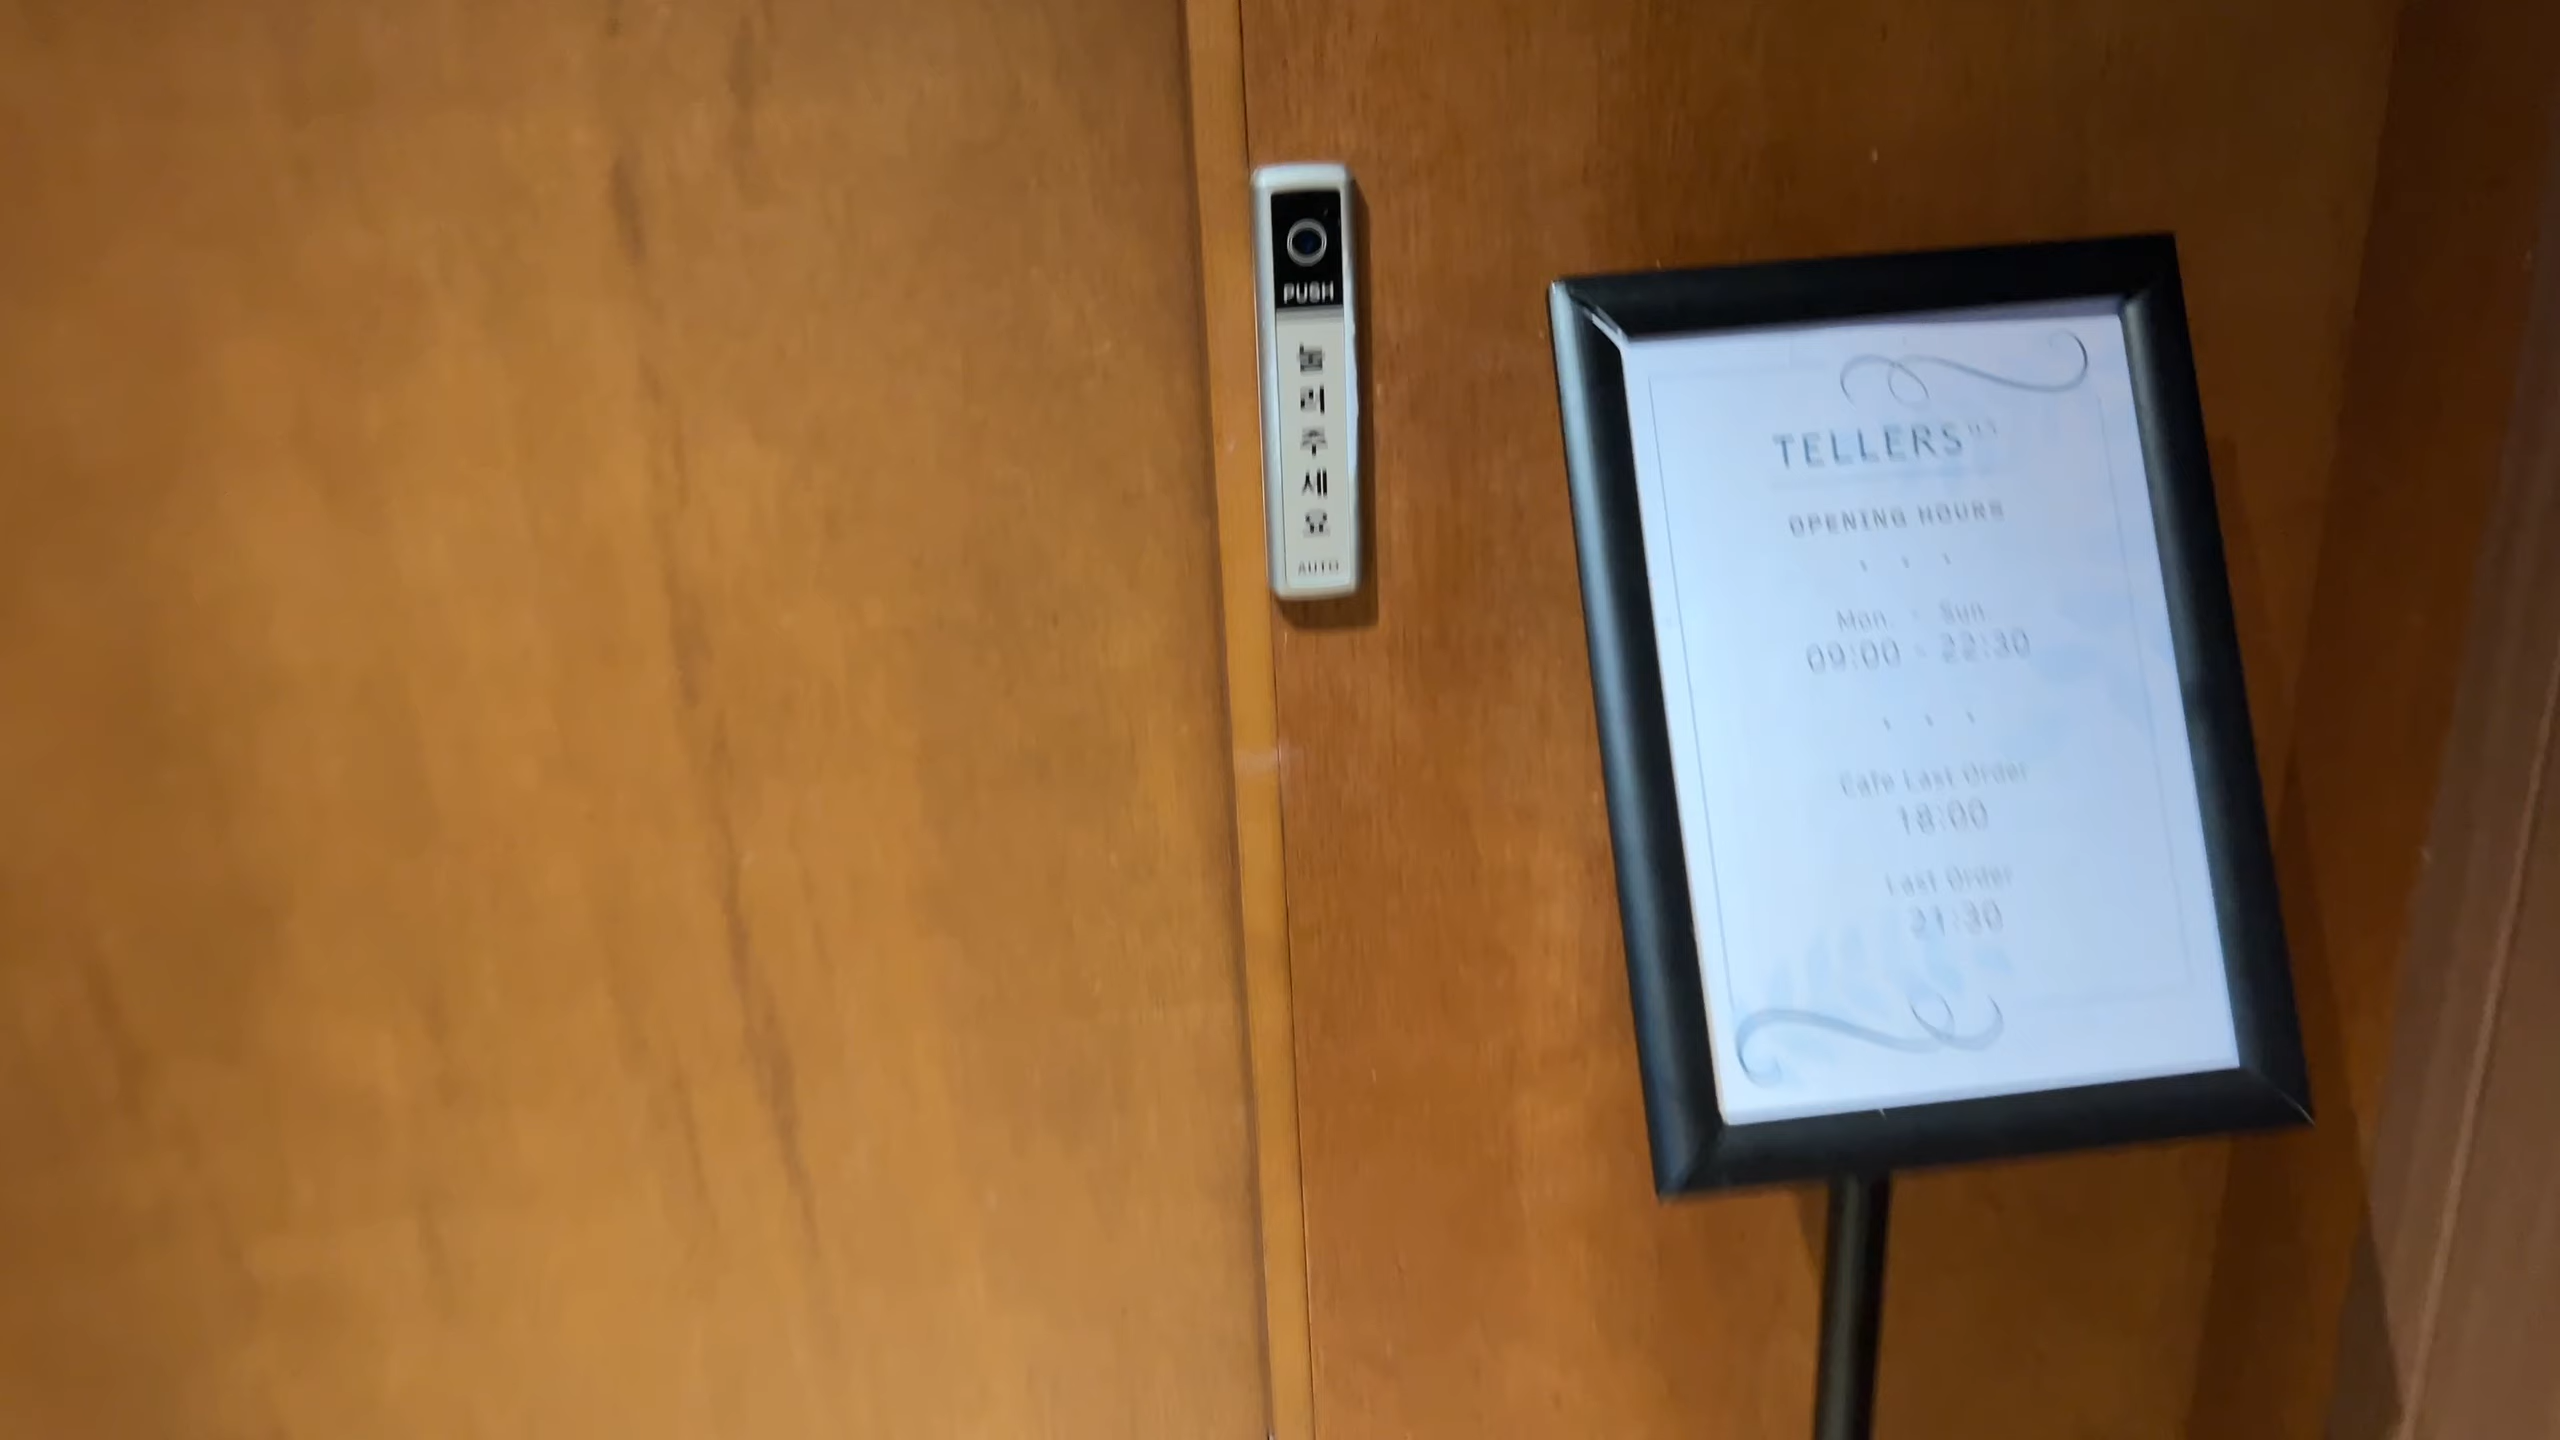 PUSH
눌
러
주
세
요
AUTO
TELLERS
OPENING HOURS
Mon. - Sun.
09:00 - 22:30
Cafe Last Order
18:00
Last Order
21:30